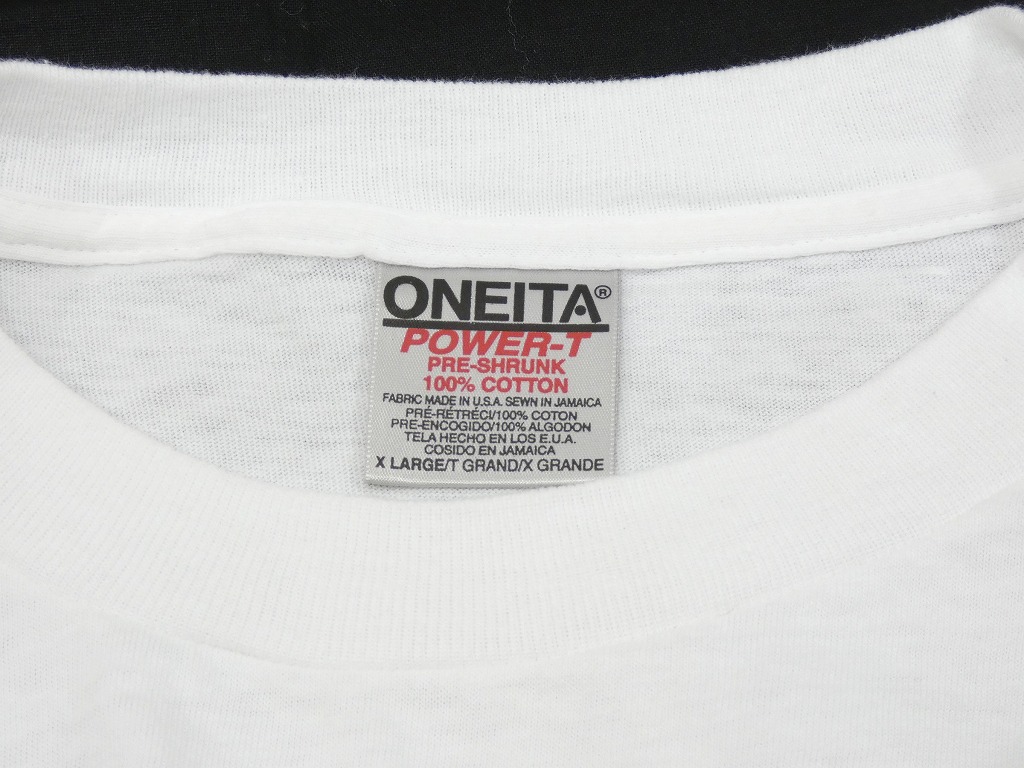 ONEITA®
POWER-T
PRE-SHRUNK
100% COTTON
FABRIC MADE IN U.S.A. SEWN IN JAMAICA
PRÉ-RÉTRÉCI/100% COTON
PRE-ENCOGIDO/100% ALGODON
TELA HECHO EN LOS E.U.A.
COSIDO EN JAMAICA
X LARGE/T GRAND/X GRANDE